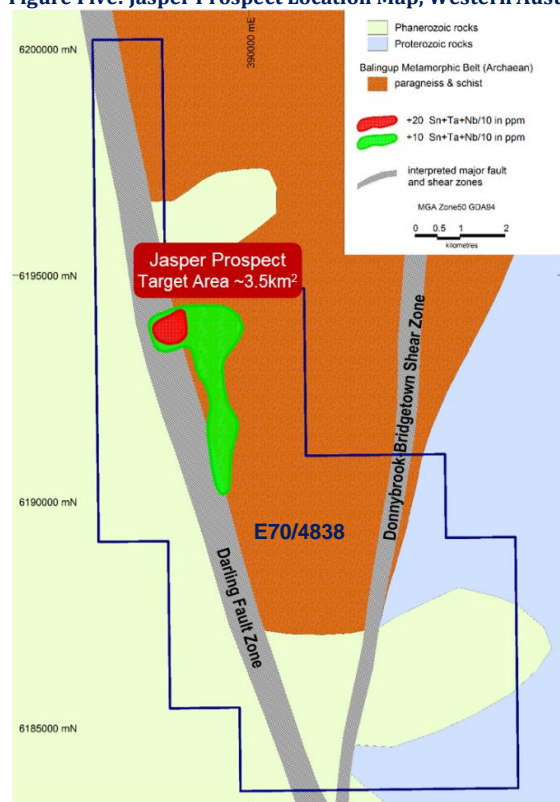 Figure Five: Jasper Prospect Location Map, Western Aust
6200000 mN
390000 mE
Phanerozoic rocks
Proterozoic rocks
Balingup Metamorphic Belt (Archaean)
paragneiss & schist
+20 Sn+Ta+Nb/10 in ppm
+10 Sn+Ta+Nb/10 in ppm
interpreted major fault
and shear zones
MGA Zone50 GDA94
0 0.5 1 2
kilometres
6195000 mN
Jasper Prospect
Target Area ~3.5km²
Donnybrook-Bridgetown Shear Zone
6190000 mN
E70/4838
Darling Fault Zone
6185000 mN